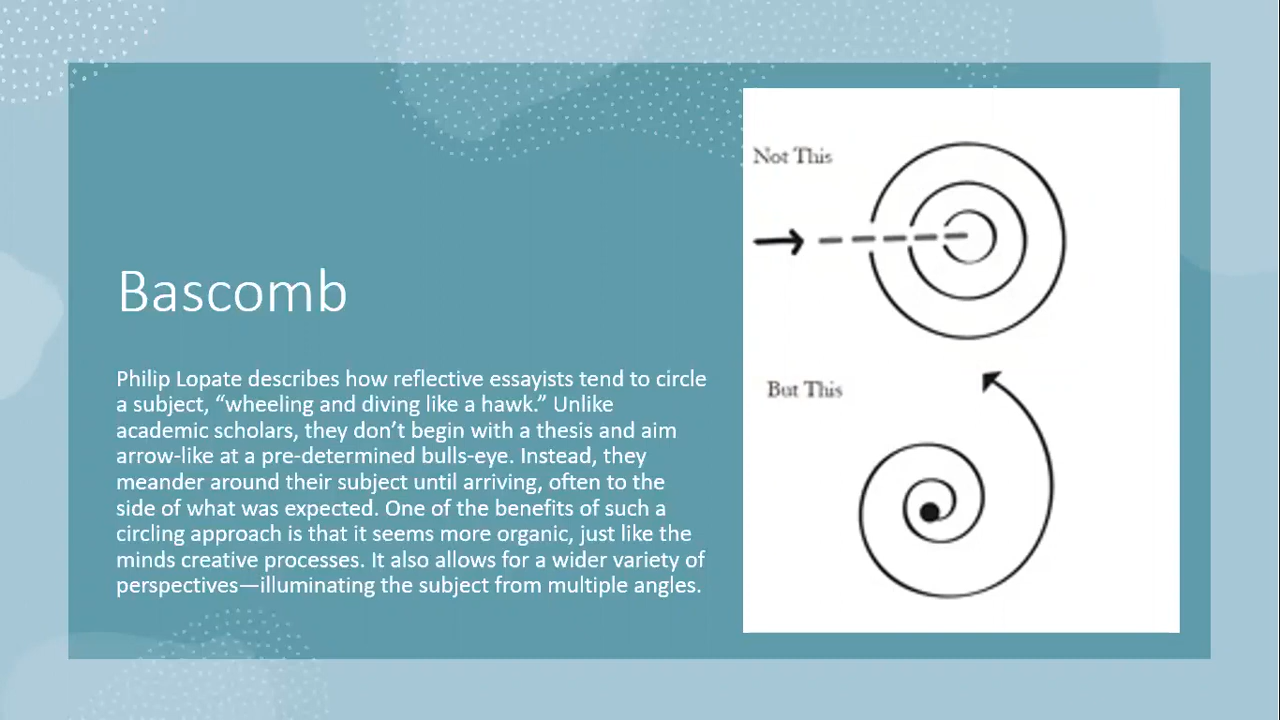 Bascomb
Philip Lopate describes how reflective essayists tend to circle
a subject, “wheeling and diving like a hawk.” Unlike
academic scholars, they don’t begin with a thesis and aim
arrow-like at a pre-determined bulls-eye. Instead, they
meander around their subject until arriving, often to the
side of what was expected. One of the benefits of such a
circling approach is that it seems more organic, just like the
minds creative processes. It also allows for a wider variety of
perspectives—illuminating the subject from multiple angles.
Not This
But This